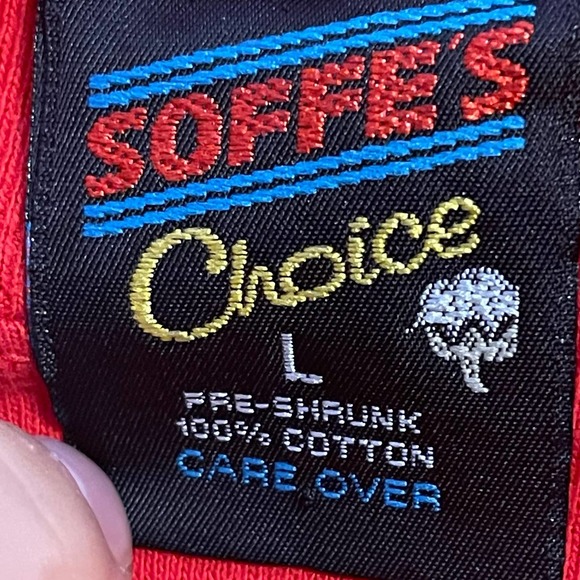 SOFFE'S
Choice
L
PRE-SHRUNK
100% COTTON
CARE OVER